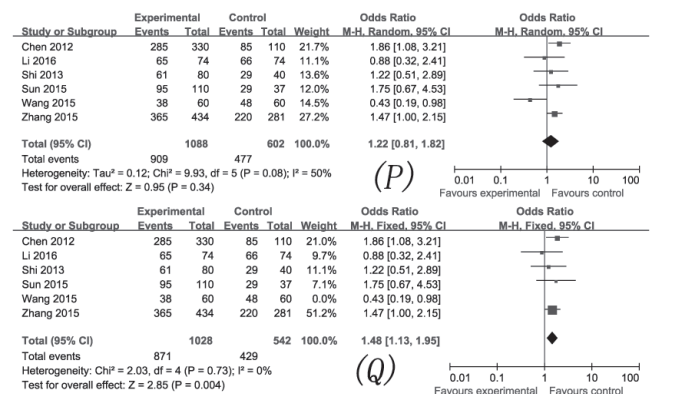 Experimental Control Odds Ratio Odds Ratio
Study or Subgroup Events Total Events Total Weight M-H. Random. 95% CI M-H. Random. 95% CI
Chen 2012 285 330 85 110 21.7% 1.86 [1.08, 3.21]
Li 2016 65 74 66 74 11.1% 0.88 [0.32, 2.41]
Shi 2013 61 80 29 40 13.6% 1.22 [0.51, 2.89]
Sun 2015 95 110 29 37 11.9% 1.75 [0.67, 4.53]
Wang 2015 38 60 48 60 14.5% 0.43 [0.19, 0.98]
Zhang 2015 365 434 220 281 27.2% 1.47 [1.00, 2.15]
Total (95% CI) 1088 602 100.0% 1.22 [0.81, 1.82]
Total events 909 477
Heterogeneity: Tau² = 0.12; Chi² = 9.93, df = 5 (P = 0.08); I² = 50%
Test for overall effect: Z = 0.95 (P = 0.34)
(P)
0.01 0.1 1 10 100
Favours experimental Favours control
Experimental Control Odds Ratio Odds Ratio
Study or Subgroup Events Total Events Total Weight M-H. Fixed. 95% CI M-H. Fixed. 95% CI
Chen 2012 285 330 85 110 21.0% 1.86 [1.08, 3.21]
Li 2016 65 74 66 74 9.7% 0.88 [0.32, 2.41]
Shi 2013 61 80 29 40 11.1% 1.22 [0.51, 2.89]
Sun 2015 95 110 29 37 7.0% 1.75 [0.67, 4.53]
Wang 2015 38 60 48 60 0.0% 0.43 [0.19, 0.98]
Zhang 2015 365 434 220 281 51.2% 1.47 [1.00, 2.15]
Total (95% CI) 1028 542 100.0% 1.48 [1.13, 1.95]
Total events 871 429
Heterogeneity: Chi² = 2.03, df = 4 (P = 0.73); I² = 0%
Test for overall effect: Z = 2.85 (P = 0.004)
(Q)
0.01 0.1 1 10 100
Favours experimental Favours control